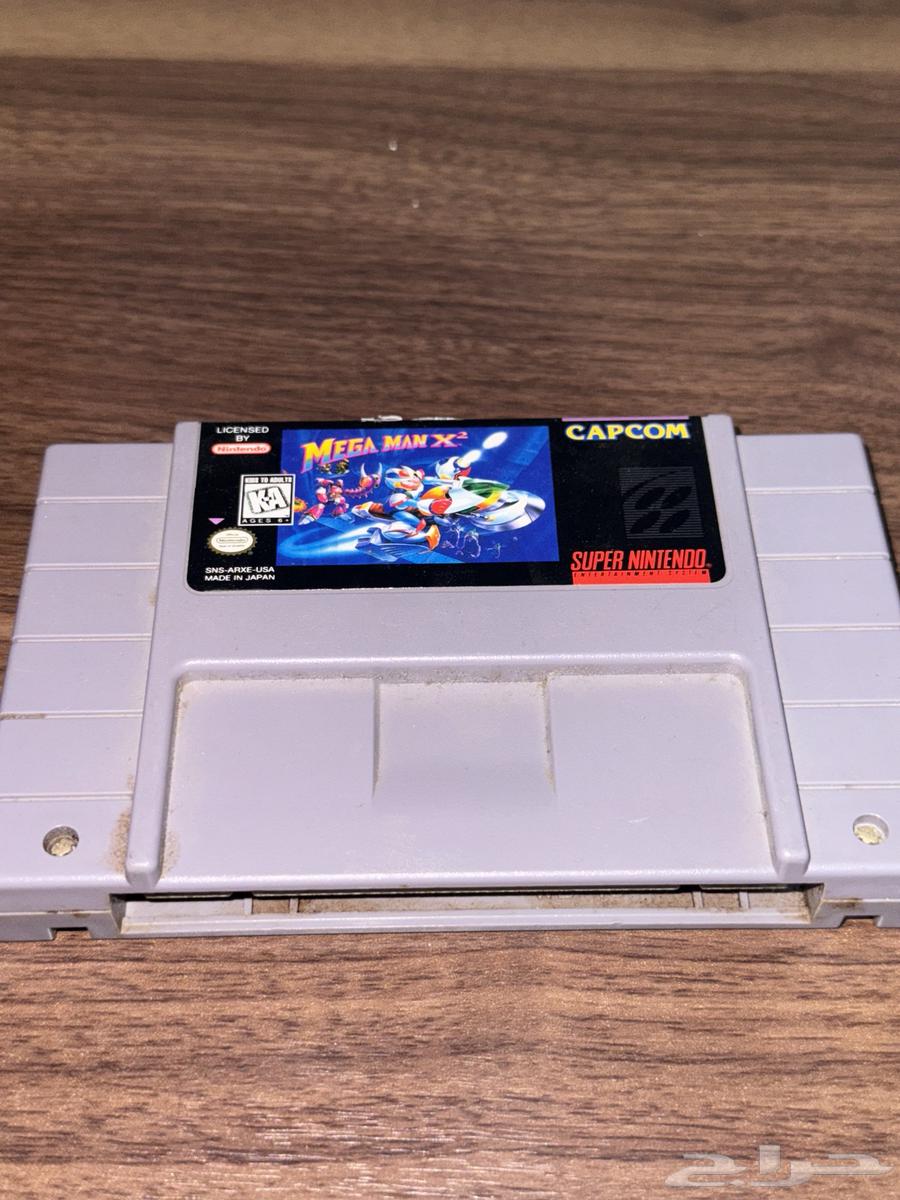 LICENSED
BY
Nintendo
MEGA MAN X2
CAPCOM
KIDS TO ADULTS
K-A
AGES 6+
Nintendo
SNS-ARXE-USA
MADE IN JAPAN
SUPER NINTENDO
ENTERTAINMENT SYSTEM
حراج